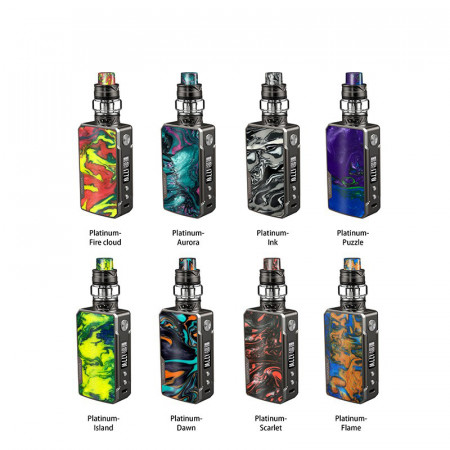 Platinum-
Fire cloud
Platinum-
Aurora
Platinum-
Ink
Platinum-
Puzzle
Platinum-
Island
Platinum-
Dawn
Platinum-
Scarlet
Platinum-
Flame